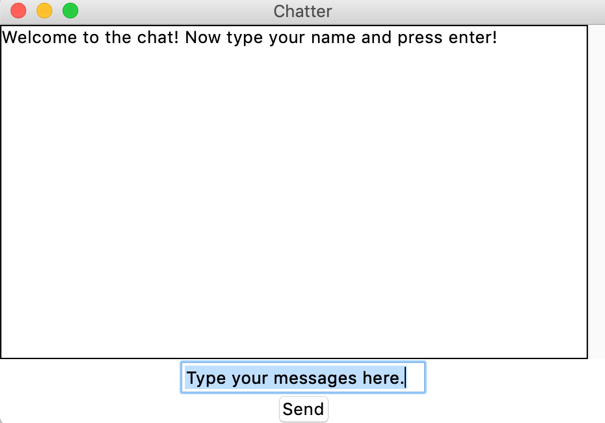 Chatter
Welcome to the chat! Now type your name and press enter!
Type your messages here.
Send